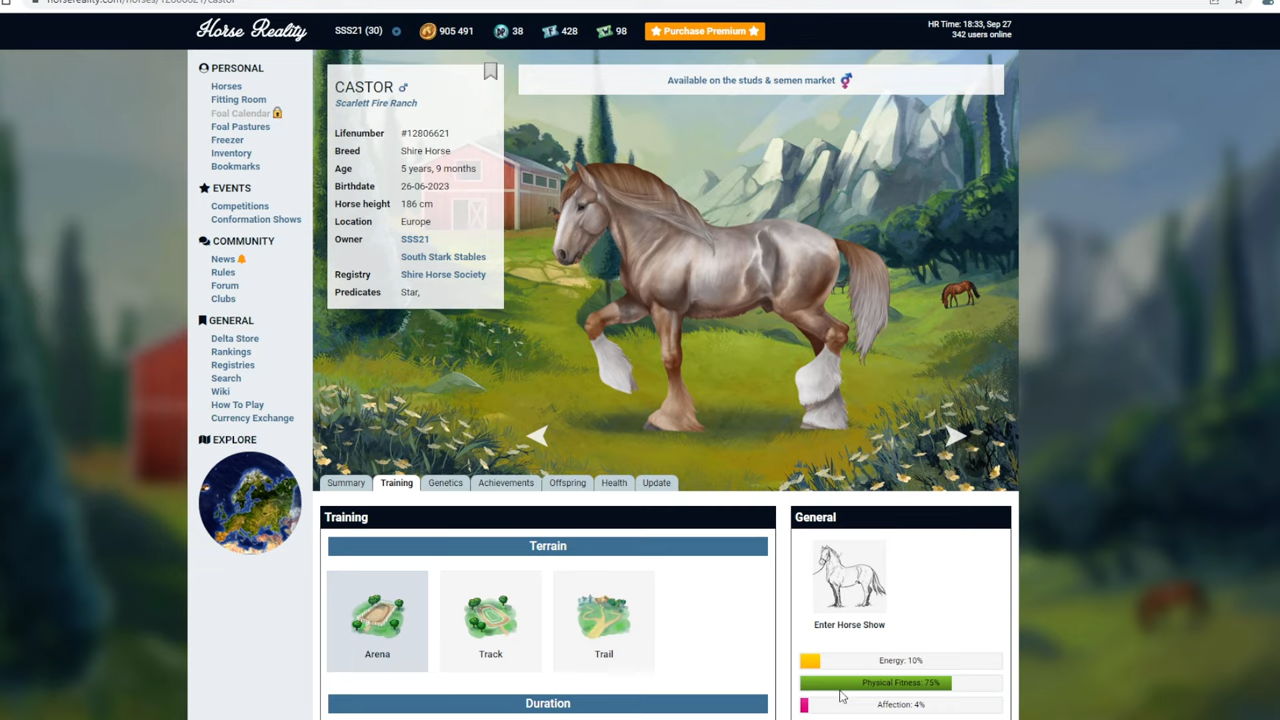 Horse Reality
SSS21 (30)
905 491
38
428
98
Purchase Premium
HR Time: 18:33, Sep 27
342 users online
PERSONAL
Horses
Fitting Room
Foal Calendar
Foal Pastures
Freezer
Inventory
Bookmarks
EVENTS
Competitions
Conformation Shows
COMMUNITY
News
Rules
Forum
Clubs
GENERAL
Delta Store
Rankings
Registries
Search
Wiki
How To Play
Currency Exchange
EXPLORE
CASTOR
Scarlett Fire Ranch
Lifenumber #12806621
Breed Shire Horse
Age 5 years, 9 months
Birthdate 26-06-2023
Horse height 186 cm
Location Europe
Owner SSS21
South Stark Stables
Registry Shire Horse Society
Predicates Star,
Available on the studs & semen market
Summary Training Genetics Achievements Offspring Health Update
Training
Terrain
Arena Track Trail
Duration
General
Enter Horse Show
Energy: 10%
Physical Fitness: 75%
Affection: 4%